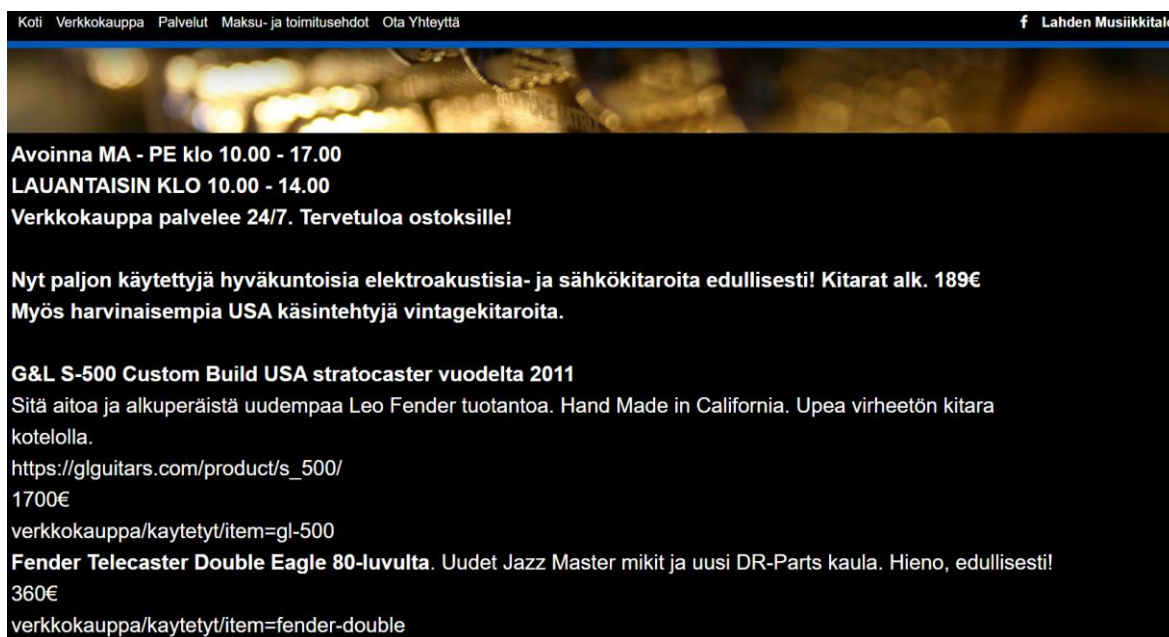 Koti Verkkokauppa Palvelut Maksu- ja toimitusehdot Ota Yhteyttä f Lahden
Avoinna MA - PE klo 10.00 - 17.00
LAUANTAISIN KLO 10.00 - 14.00
Verkkokauppa palvelee 24/7. Tervetuloa ostoksille!
Nyt paljon käytettyjä hyväkuntoisia elektroakustisia- ja sähkökitaroita edullisesti! Kitarat alk. 189€
Myös harvinaisempia USA käsintehtyjä vintagekitaroita.
G&L S-500 Custom Build USA stratocaster vuodelta 2011
Sitä aitoa ja alkuperäistä uudempaa Leo Fender tuotantoa. Hand Made in California. Upea virheetön kitara
kotelolla.
https://glguitars.com/product/s_500/
1700€
verkkokauppa/kaytetyt/item=gl-500
Fender Telecaster Double Eagle 80-luvulta. Uudet Jazz Master mikit ja uusi DR-Parts kaula. Hieno, edullisesti!
360€
verkkokauppa/kaytetyt/item=fender-double